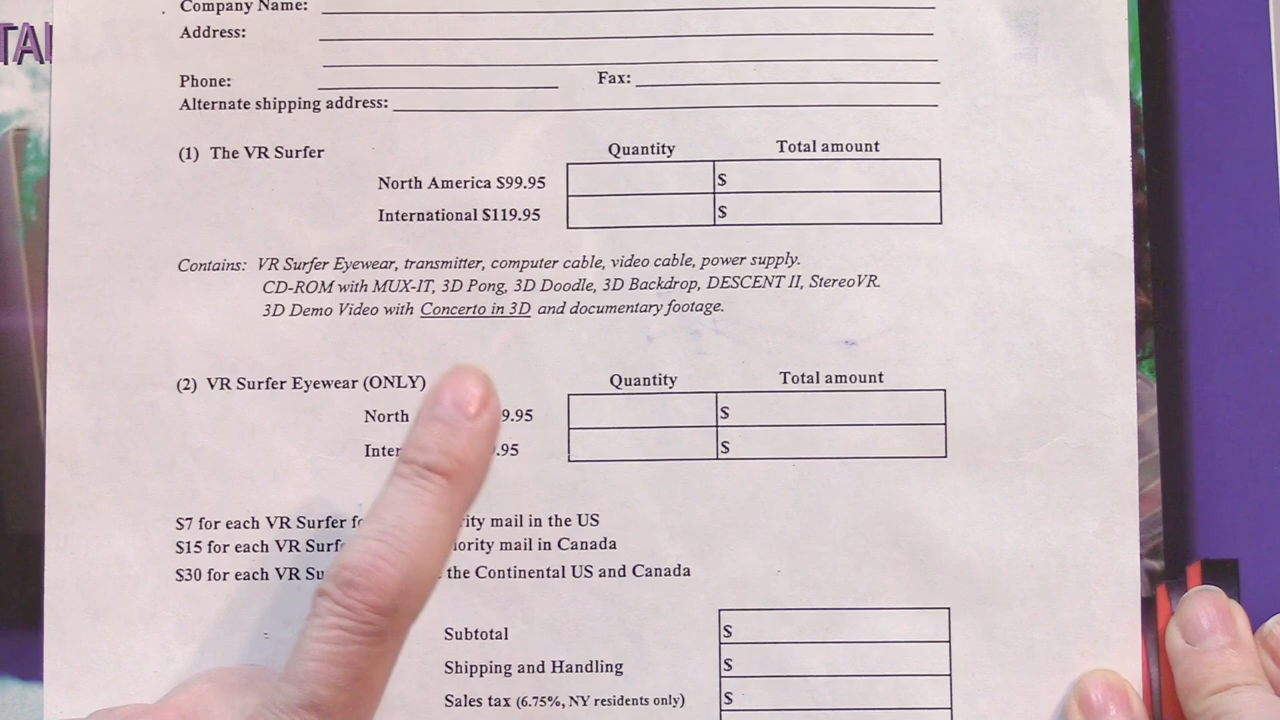 TAL
Company Name:
Address:
Phone: Fax:
Alternate shipping address:
(1) The VR Surfer Quantity Total amount
North America $99.95 $
International $119.95 $
Contains: VR Surfer Eyewear, transmitter, computer cable, video cable, power supply.
CD-ROM with MUX-IT, 3D Pong, 3D Doodle, 3D Backdrop, DESCENT II, StereoVR.
3D Demo Video with Concerto in 3D and documentary footage.
(2) VR Surfer Eyewear (ONLY) Quantity Total amount
North 9.95 $
.95 $
$7 for each VR Surfer mail in the US
$15 for each VR mail in Canada
$30 for each VR the Continental US and Canada
Subtotal $
Shipping and Handling $
Sales tax (6.75%, NY residents only) $